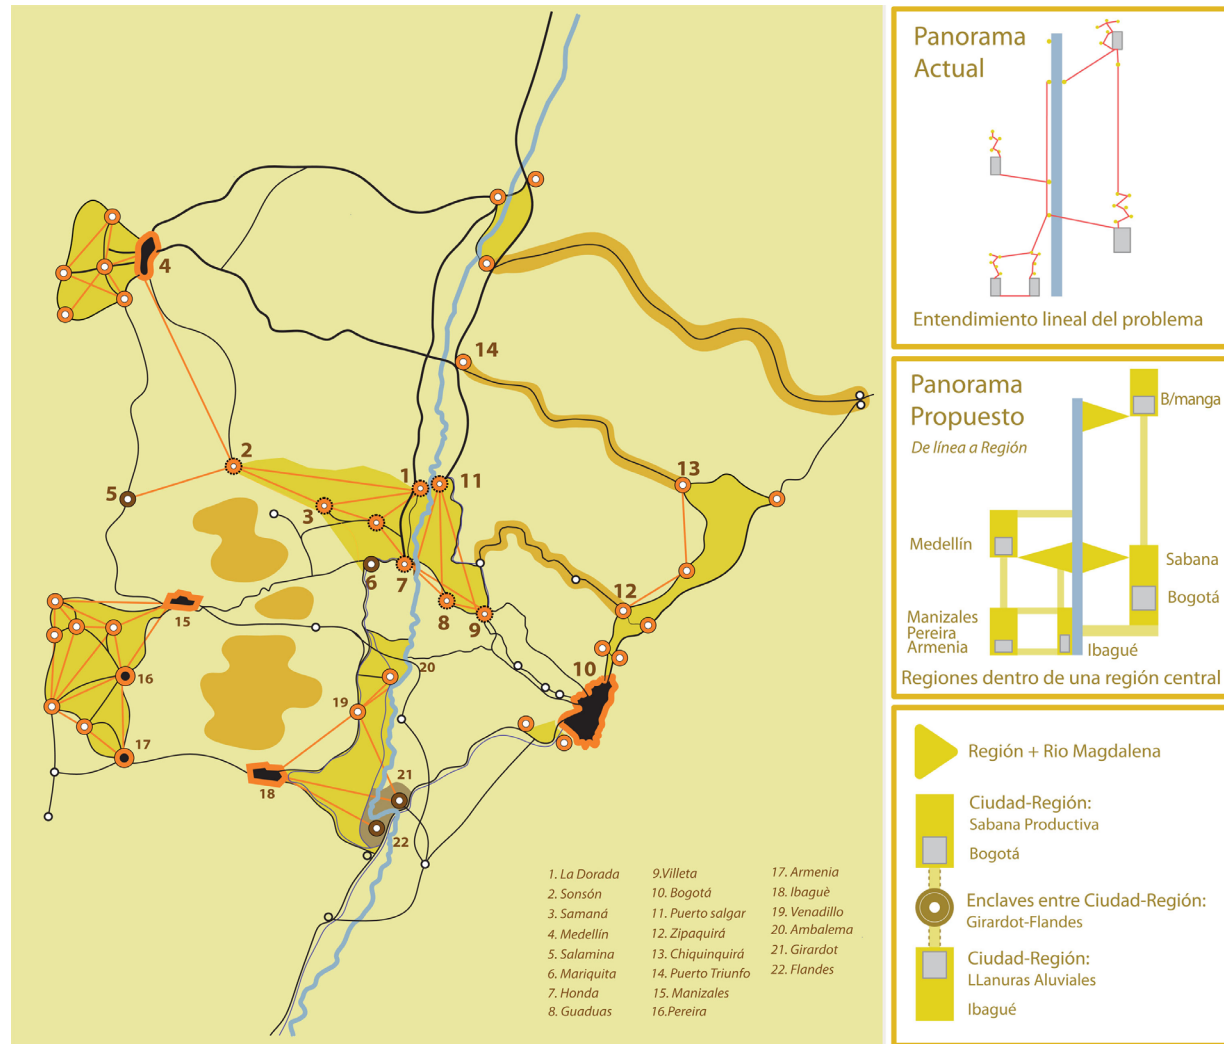 4
14
2
1
11
13
5
3
6
7
12
8
9
15
10
20
16
19
17
21
18
22
1. La Dorada
2. Sonsón
3. Samaná
4. Medellín
5. Salamina
6. Mariquita
7. Honda
8. Guaduas
9.Villeta
10. Bogotá
11. Puerto salgar
12. Zipaquirá
13. Chiquinquirá
14. Puerto Triunfo
15. Manizales
16.Pereira
17. Armenia
18. Ibaguè
19. Venadillo
20. Ambalema
21. Girardot
22. Flandes
Panorama
Actual
Entendimiento lineal del problema
Panorama
Propuesto
De línea a Región
B/manga
Medellín
Sabana
Bogotá
Manizales
Pereira
Armenia
Ibagué
Regiones dentro de una región central
Región + Rio Magdalena
Ciudad-Región:
Sabana Productiva
Bogotá
Enclaves entre Ciudad-Región:
Girardot-Flandes
Ciudad-Región:
LLanuras Aluviales
Ibagué